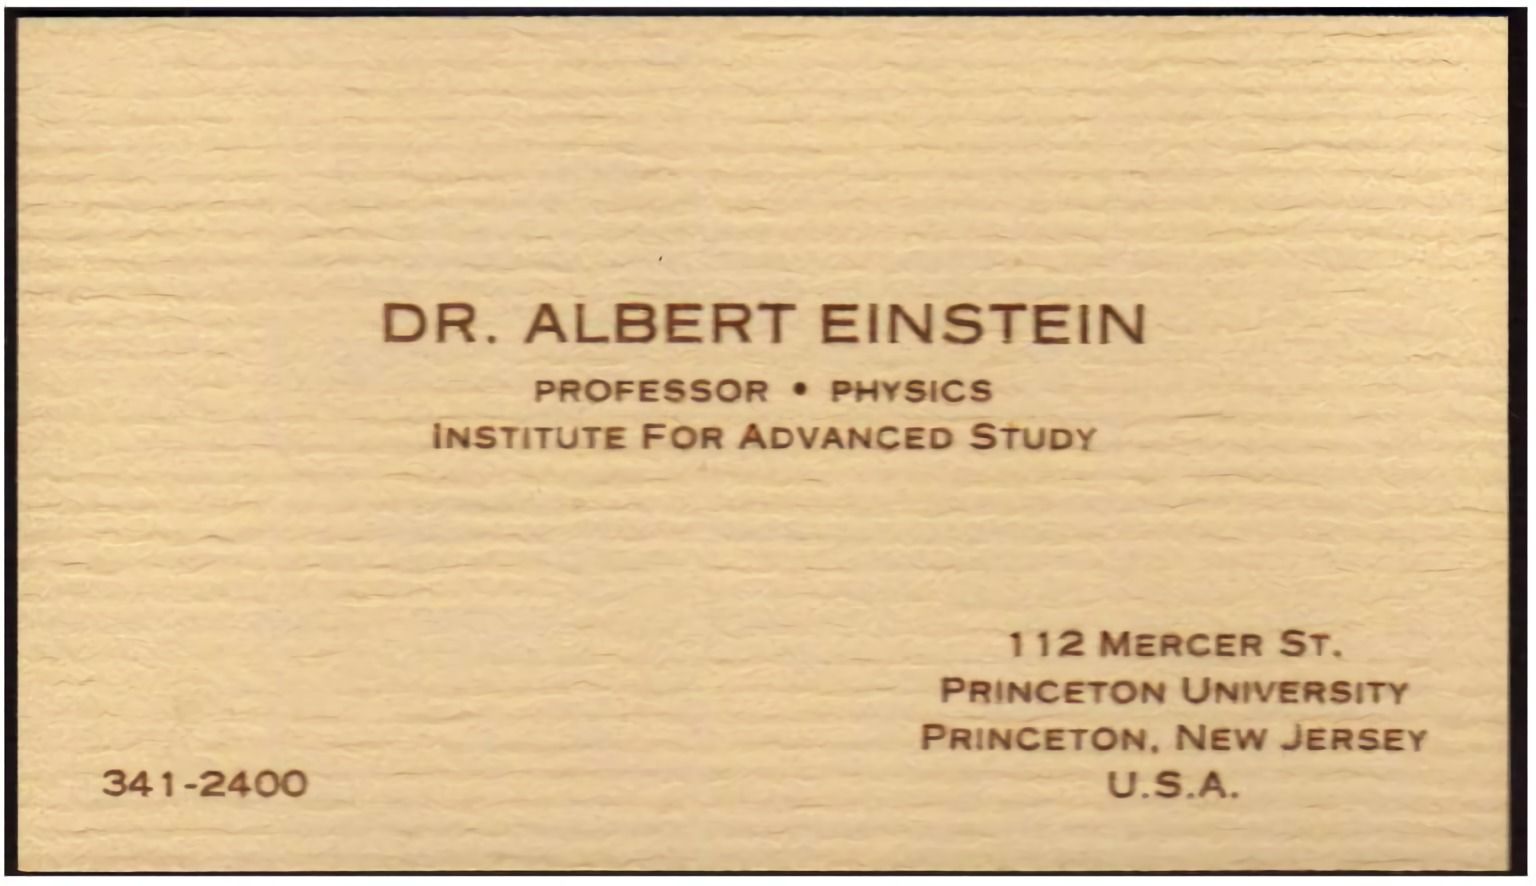 DR. ALBERT EINSTEIN
PROFESSOR • PHYSICS
INSTITUTE FOR ADVANCED STUDY
112 MERCER ST.
PRINCETON UNIVERSITY
PRINCETON, NEW JERSEY
U.S.A.
341-2400